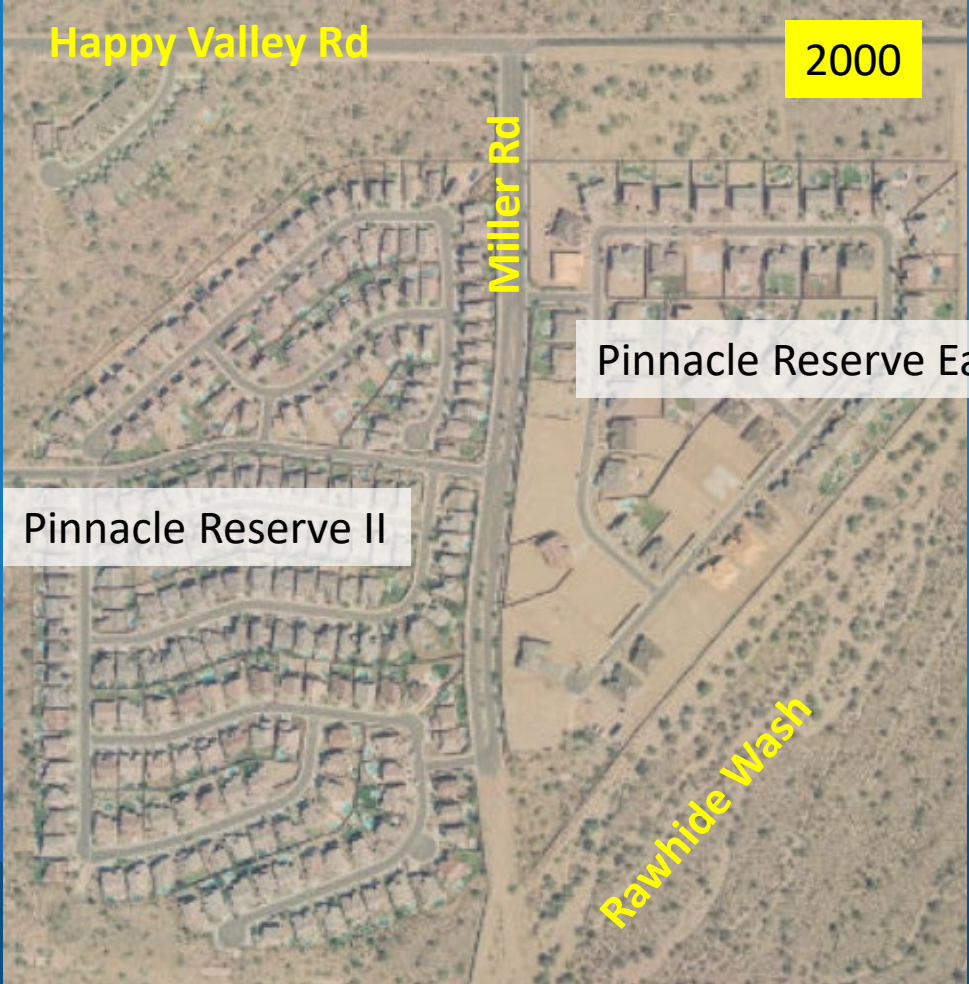 Happy Valley Rd
2000
Miller Rd
Pinnacle Reserve Ea
Pinnacle Reserve II
Rawhide Wash